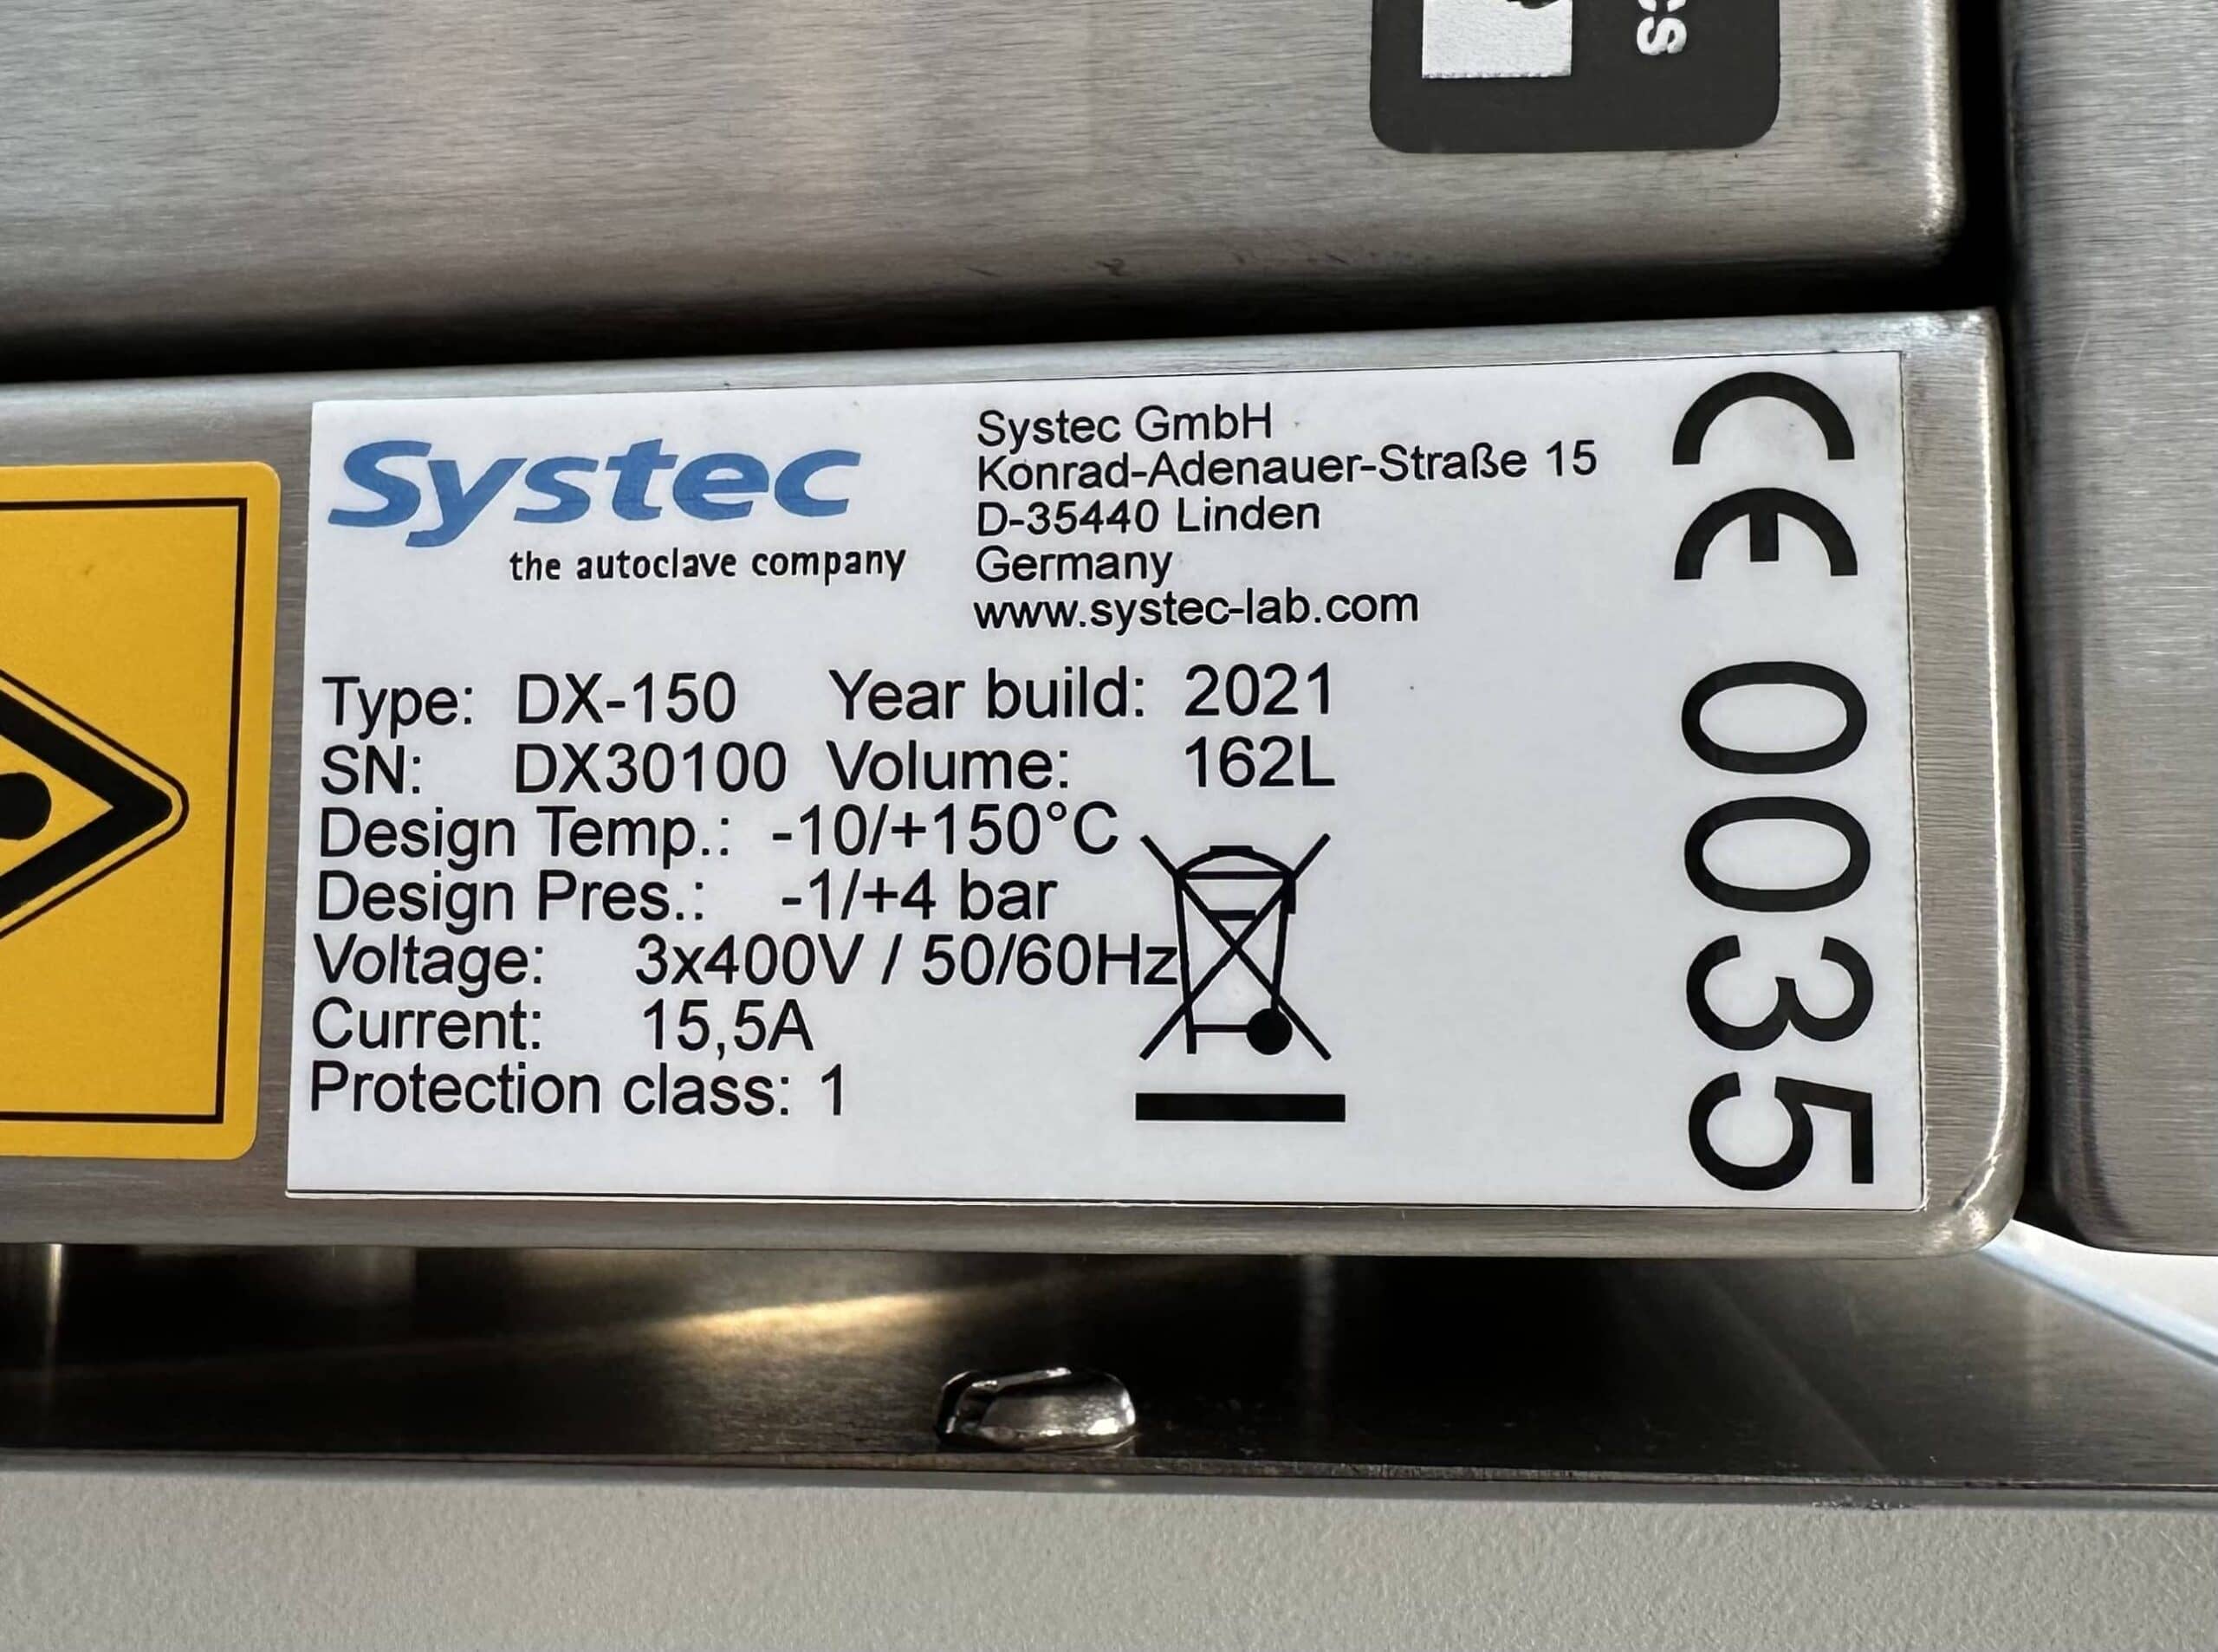 cs
Systec
the autoclave company
Systec GmbH
Konrad-Adenauer-Straße 15
D-35440 Linden
Germany
www.systec-lab.com
Type: DX-150 Year build: 2021
SN: DX30100 Volume: 162L
Design Temp.: -10/+150°C
Design Pres.: -1/+4 bar
Voltage: 3x400V / 50/60Hz
Current: 15,5A
Protection class: 1
CE 0035